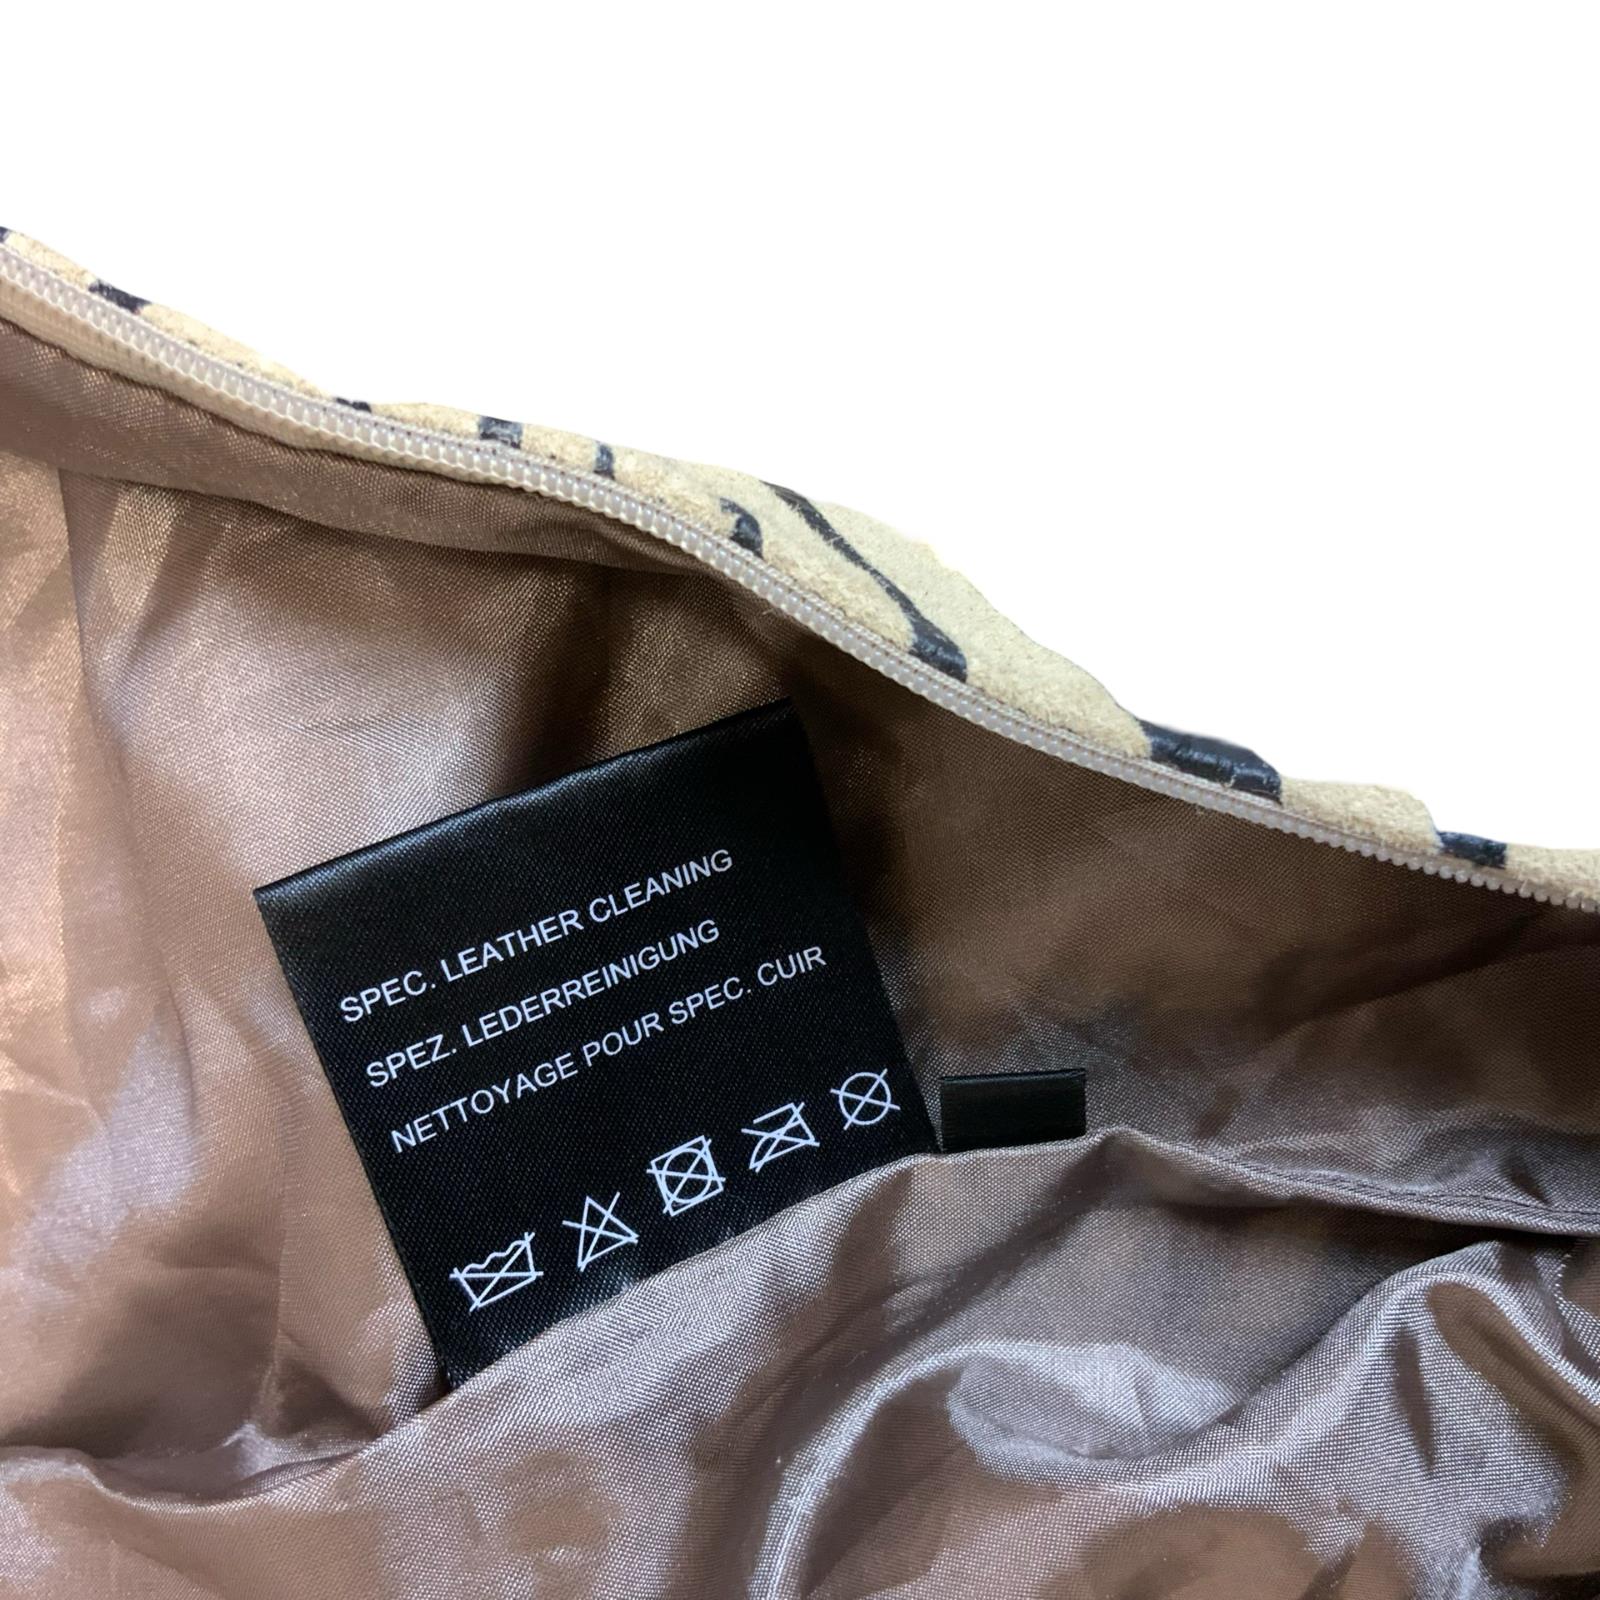 SPEC. LEATHER CLEANING
SPEZ. LEDERREINIGUNG
NETTOYAGE POUR SPEC. CUIR